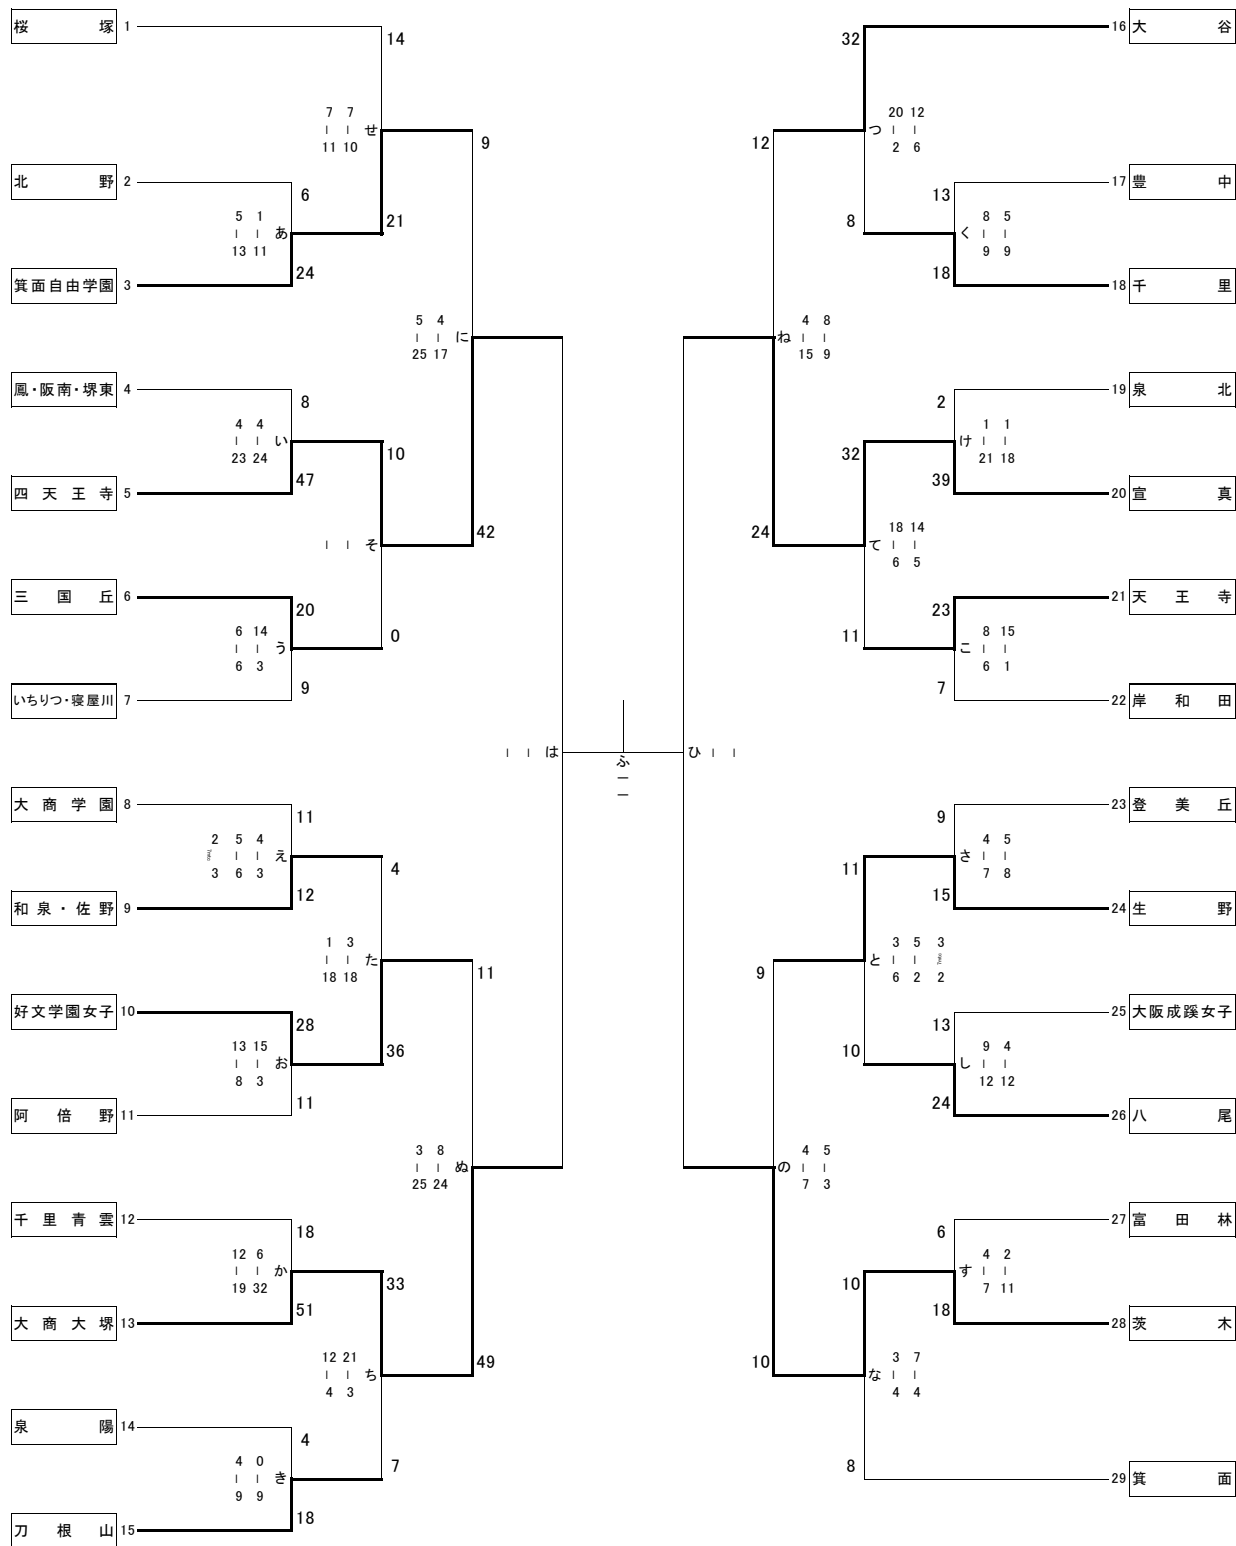 桜塚 1 14 32 16 大谷
7 7 20 12
せ つ
11 10 2 6
9 12
北野 2 6 13 17 豊中
5 1 21 8 8 5
あ く
13 11 9 9
箕面自由学園 3 24 18 18 千里
5 4 4 8
に ね
25 17 15 9
鳳・阪南・堺東 4 8 2 19 泉北
4 4 1 1
い け
23 24 10 32 21 18
四天王寺 5 47 39 20 宣真
42 24 18 14
そ て
6 5
三国丘 6 20 23 21 天王寺
6 14 0 11 8 15
う こ
6 3 6 1
いちりつ・寝屋川 7 9 7 22 岸和田
は ひ
ふ
大商学園 8 11 9 23 登美丘
2 5 4 4 5
え さ
3 6 3 4 11 7 8
和泉・佐野 9 12 15 24 生野
1 3 3 5 3
た と
18 18 11 9 6 2 2
好文学園女子 10 28 13 25 大阪成蹊女子
13 15 36 10 9 4
お し
8 3 12 12
阿倍野 11 11 24 26 八尾
3 8 4 5
ぬ の
25 24 7 3
千里青雲 12 18 6 27 富田林
12 6 4 2
か す
19 32 33 10 7 11
大商大堺 13 51 18 28 茨木
12 21 49 10 3 7
ち な
4 3 4 4
泉陽 14 4
4 0 7 8
き 29 箕面
9 9
刀根山 15 18